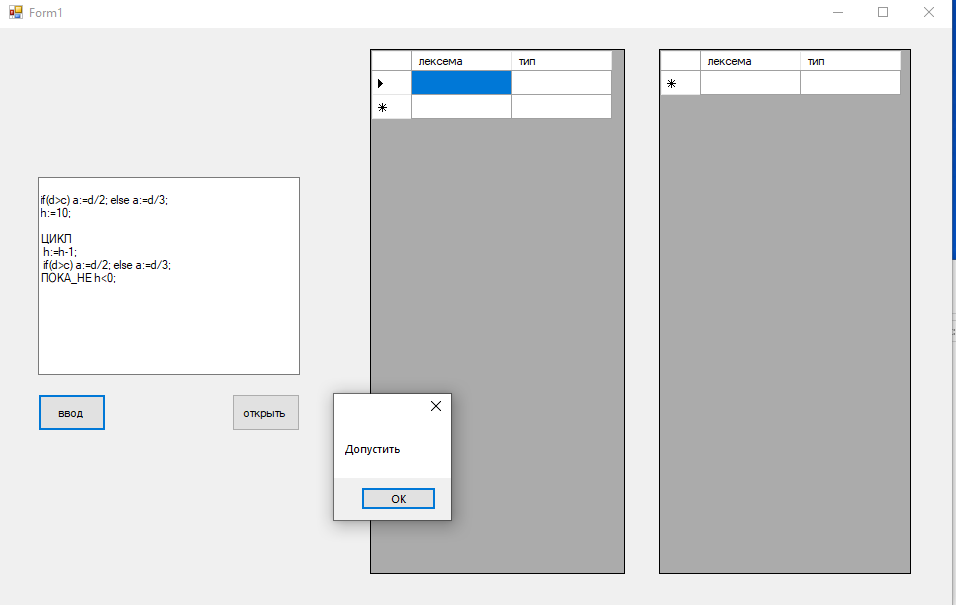 Form1
лексема тип
лексема тип
if(d>c) a:=d/2; else a:=d/3;
h:=10;
ЦИКЛ
h:=h-1;
if(d>c) a:=d/2; else a:=d/3;
ПОКА_НЕ h<0;
ввод
открыть
Допустить
OK